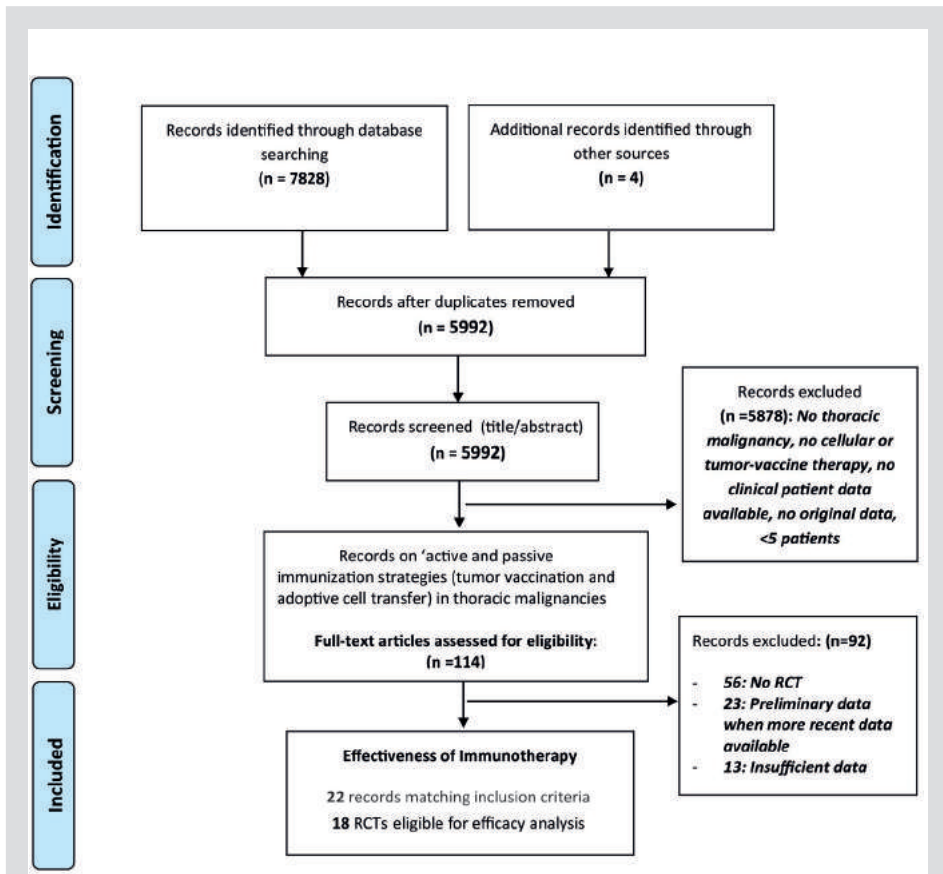 Identification
Records identified through database
searching
(n = 7828)
Additional records identified through
other sources
(n = 4)
Screening
Records after duplicates removed
(n = 5992)
Records screened (title/abstract)
(n = 5992)
Records excluded
(n =5878): No thoracic
malignancy, no cellular or
tumor-vaccine therapy, no
clinical patient data
available, no original data,
<5 patients
Eligibility
Records on ‘active and passive
immunization strategies (tumor vaccination and
adoptive cell transfer) in thoracic malignancies
Full-text articles assessed for eligibility:
(n =114)
Records excluded: (n=92)
- 56: No RCT
- 23: Preliminary data
when more recent data
available
- 13: Insufficient data
Included
Effectiveness of Immunotherapy
22 records matching inclusion criteria
18 RCTs eligible for efficacy analysis